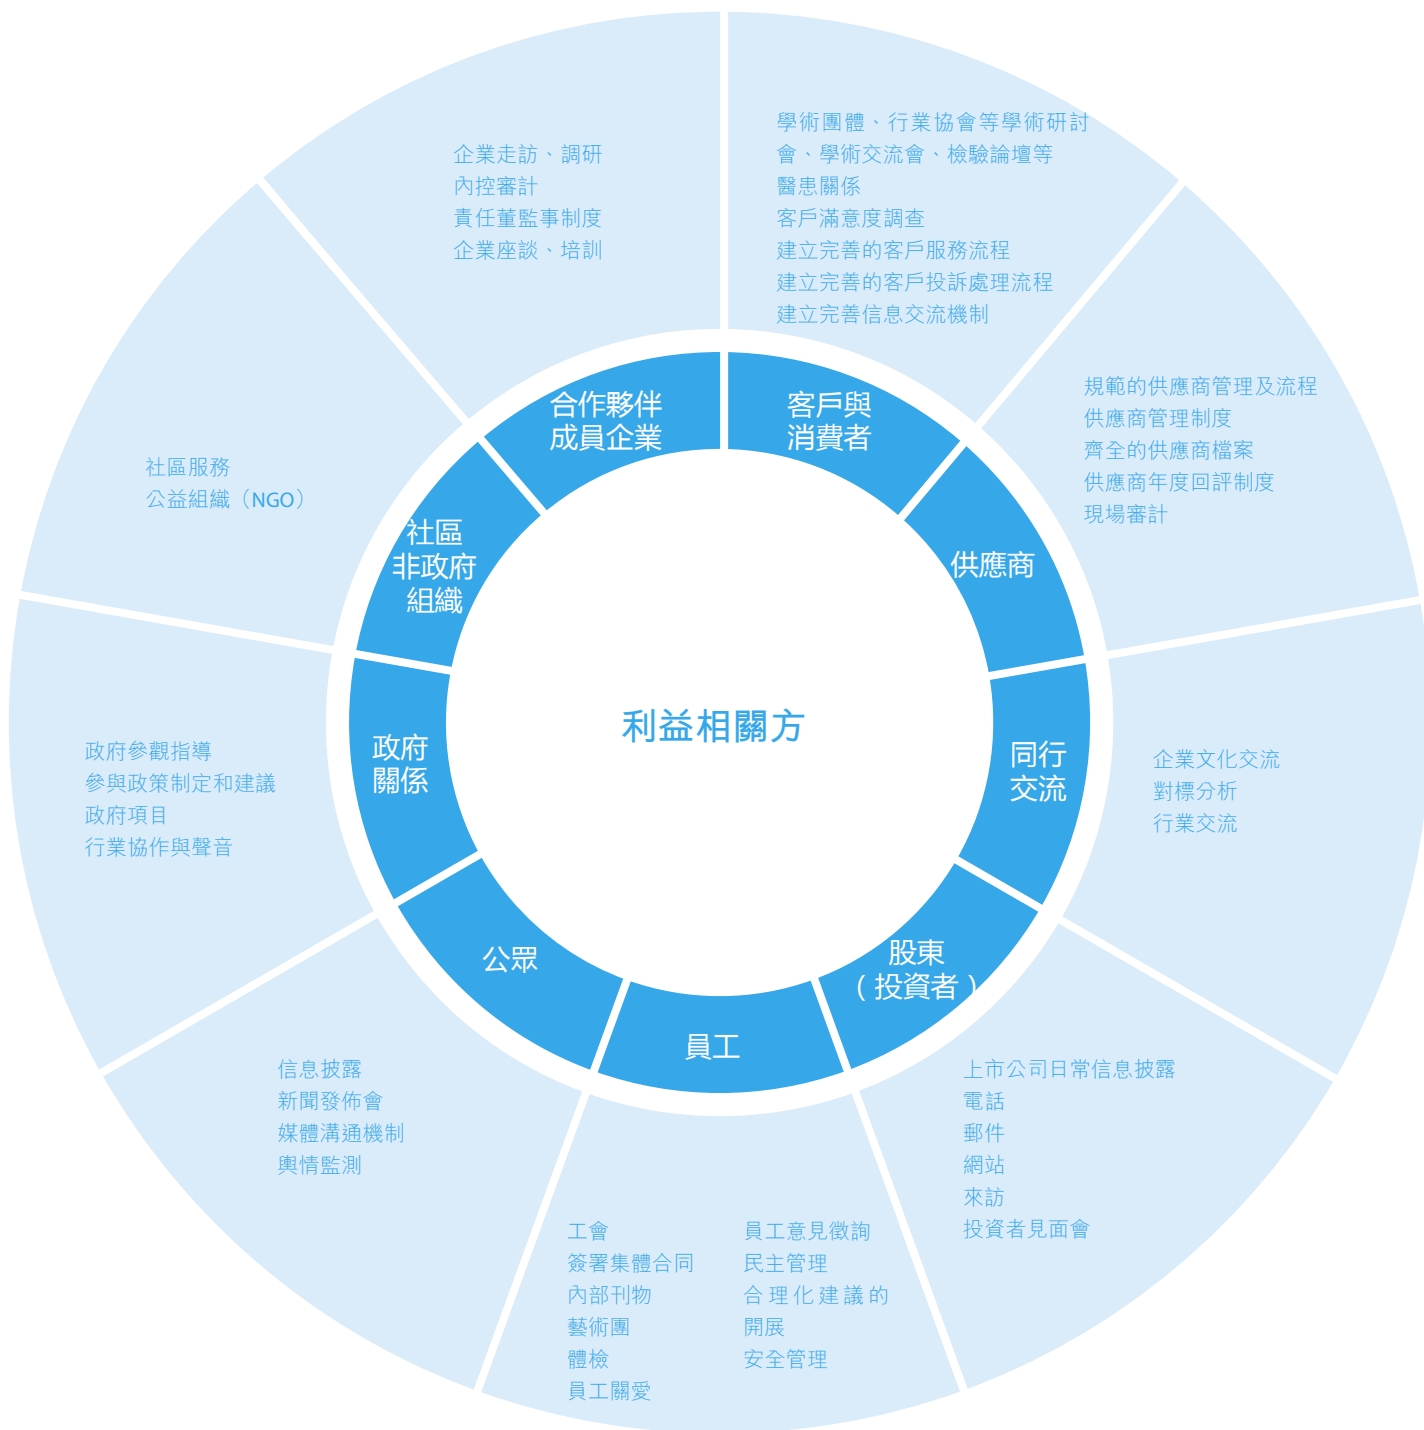 利益相關方
客戶與
消費者
學術團體、行業協會等學術研討
會、學術交流會、檢驗論壇等
醫患關係
客戶滿意度調查
建立完善的客戶服務流程
建立完善的客戶投訴處理流程
建立完善信息交流機制
供應商
規範的供應商管理及流程
供應商管理制度
齊全的供應商檔案
供應商年度回評制度
現場審計
同行
交流
企業文化交流
對標分析
行業交流
股東
（投資者）
上市公司日常信息披露
電話
郵件
網站
來訪
投資者見面會
員工
工會
簽署集體合同
內部刊物
藝術團
體檢
員工關愛
員工意見徵詢
民主管理
合理化建議的
開展
安全管理
公眾
信息披露
新聞發佈會
媒體溝通機制
輿情監測
政府
關係
政府參觀指導
參與政策制定和建議
政府項目
行業協作與聲音
社區
非政府
組織
社區服務
公益組織（NGO）
合作夥伴
成員企業
企業走訪、調研
內控審計
責任董監事制度
企業座談、培訓